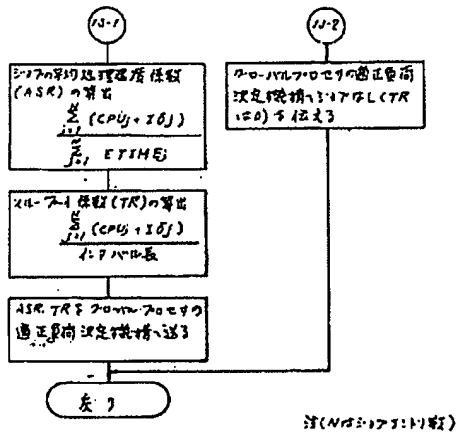 13-1
ジョブの平均処理速度係数
(ASR)の算出
N
Σ (CPUj + IOj)
j=1
N
Σ ETIMEj
j=1
スループット係数(TR)の算出
N
Σ (CPUj + IOj)
j=1
インタバル長
ASR, TRをグローバルプロセサの
適正負荷決定機構へ送る
戻り
13-2
グローバルプロセサの適正負荷
決定機構へジョブなし(TR
は0)を伝える
注(Nはジョブエントリ数)